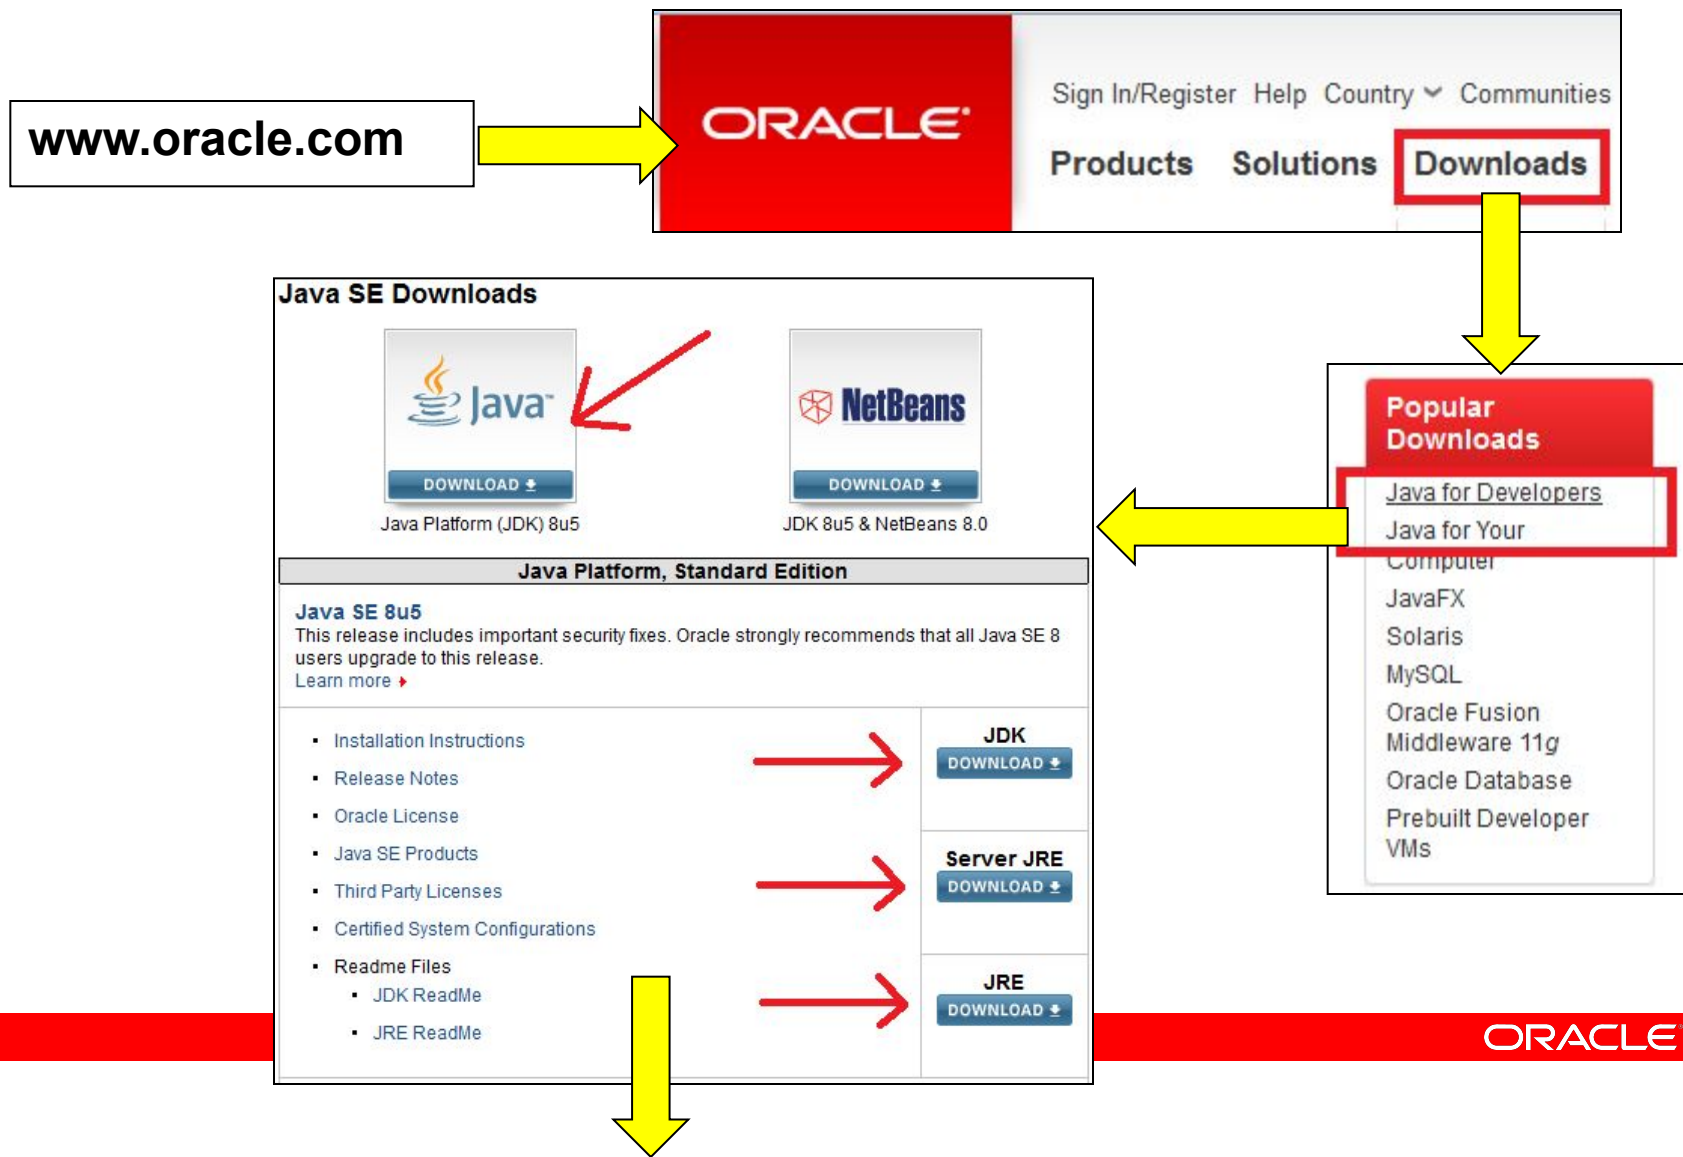 www.oracle.com
ORACLE
Sign In/Register Help Country Communities
Products Solutions Downloads
Java SE Downloads
Java™
DOWNLOAD
Java Platform (JDK) 8u5
NetBeans
DOWNLOAD
JDK 8u5 & NetBeans 8.0
Java Platform, Standard Edition
Java SE 8u5
This release includes important security fixes. Oracle strongly recommends that all Java SE 8
users upgrade to this release.
Learn more
Installation Instructions
Release Notes
Oracle License
Java SE Products
Third Party Licenses
Certified System Configurations
Readme Files
JDK ReadMe
JRE ReadMe
JDK
DOWNLOAD
Server JRE
DOWNLOAD
JRE
DOWNLOAD
Popular
Downloads
Java for Developers
Java for Your
Computer
JavaFX
Solaris
MySQL
Oracle Fusion
Middleware 11g
Oracle Database
Prebuilt Developer
VMs
ORACLE